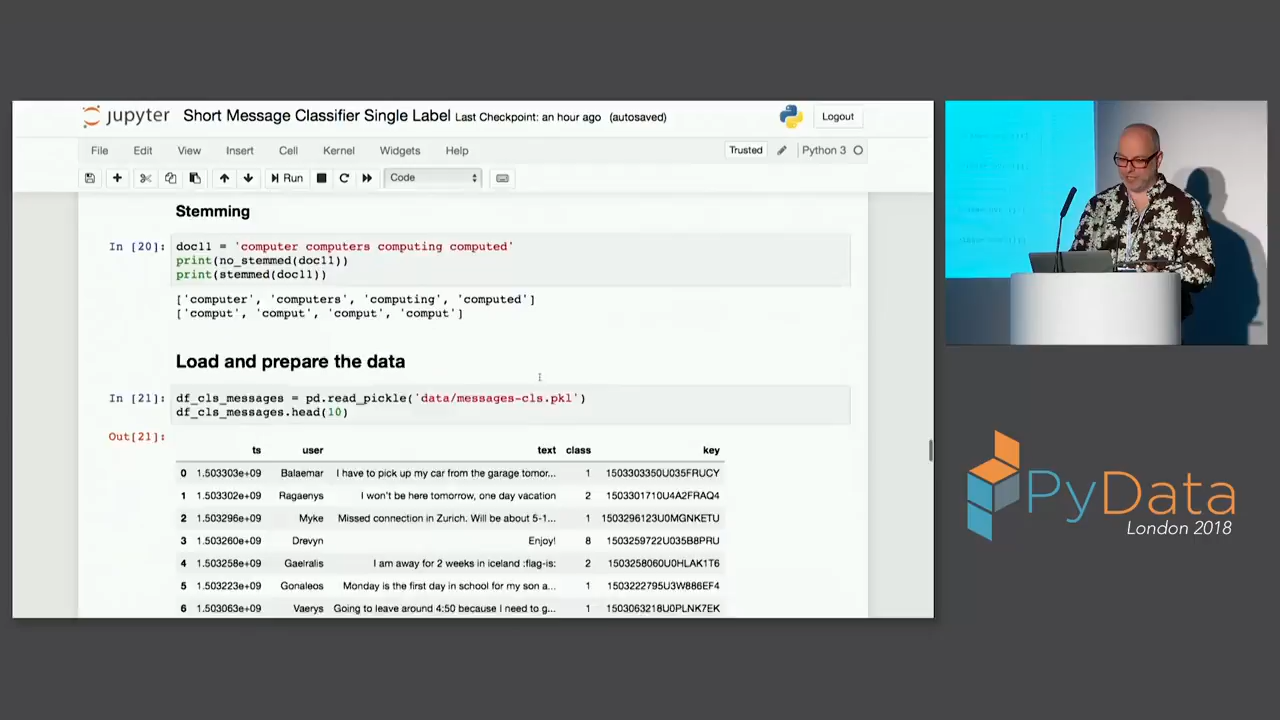 jupyter Short Message Classifier Single Label Last Checkpoint: an hour ago (autosaved) Logout
File Edit View Insert Cell Kernel Widgets Help Trusted Python 3
Run Code
Stemming
In [20]: doc11 = 'computer computers computing computed'
print(no_stemmed(doc11))
print(stemmed(doc11))
['computer', 'computers', 'computing', 'computed']
['comput', 'comput', 'comput', 'comput']
Load and prepare the data
In [21]: df_cls_messages = pd.read_pickle('data/messages-cls.pkl')
df_cls_messages.head(10)
Out[21]:
ts user text class key
0 1.503303e+09 Balaemar I have to pick up my car from the garage tomor... 1 1503303350U035FRUCY
1 1.503302e+09 Ragaenys I won't be here tomorrow, one day vacation 2 1503301710U4A2FRAQ4
2 1.503296e+09 Myke Missed connection in Zurich. Will be about 5-1... 1 1503296123U0MGNKETU
3 1.503260e+09 Drevyn Enjoy! 8 1503259722U035B8PRU
4 1.503258e+09 Gaelralis I am away for 2 weeks in iceland :flag-is: 2 1503258060U0HLAK1T6
5 1.503223e+09 Gonaleos Monday is the first day in school for my son a... 1 1503222795U3W886EF4
6 1.503063e+09 Vaerys Going to leave around 4:50 because I need to g... 1 1503063218U0PLNK7EK
PyData
London 2018